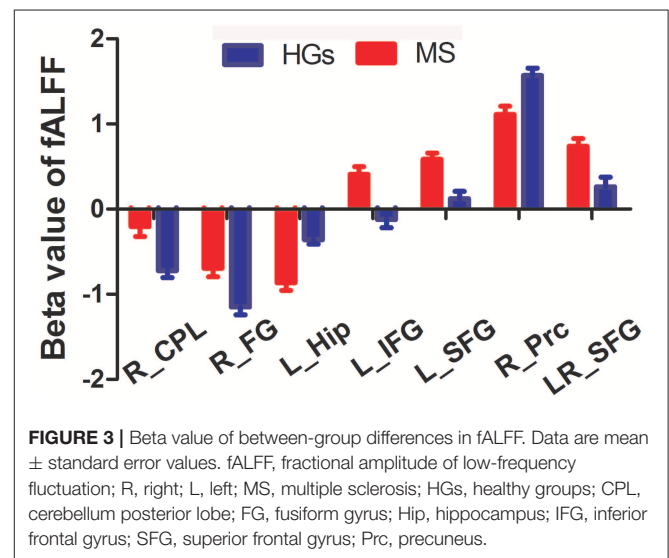 2
HGs MS
1
0
-1
-2
Beta value of fALFF
R_CPL R_FG L_Hip L_IFG L_SFG R_Prc LR_SFG
FIGURE 3 | Beta value of between-group differences in fALFF. Data are mean
± standard error values. fALFF, fractional amplitude of low-frequency
fluctuation; R, right; L, left; MS, multiple sclerosis; HGs, healthy groups; CPL,
cerebellum posterior lobe; FG, fusiform gyrus; Hip, hippocampus; IFG, inferior
frontal gyrus; SFG, superior frontal gyrus; Prc, precuneus.